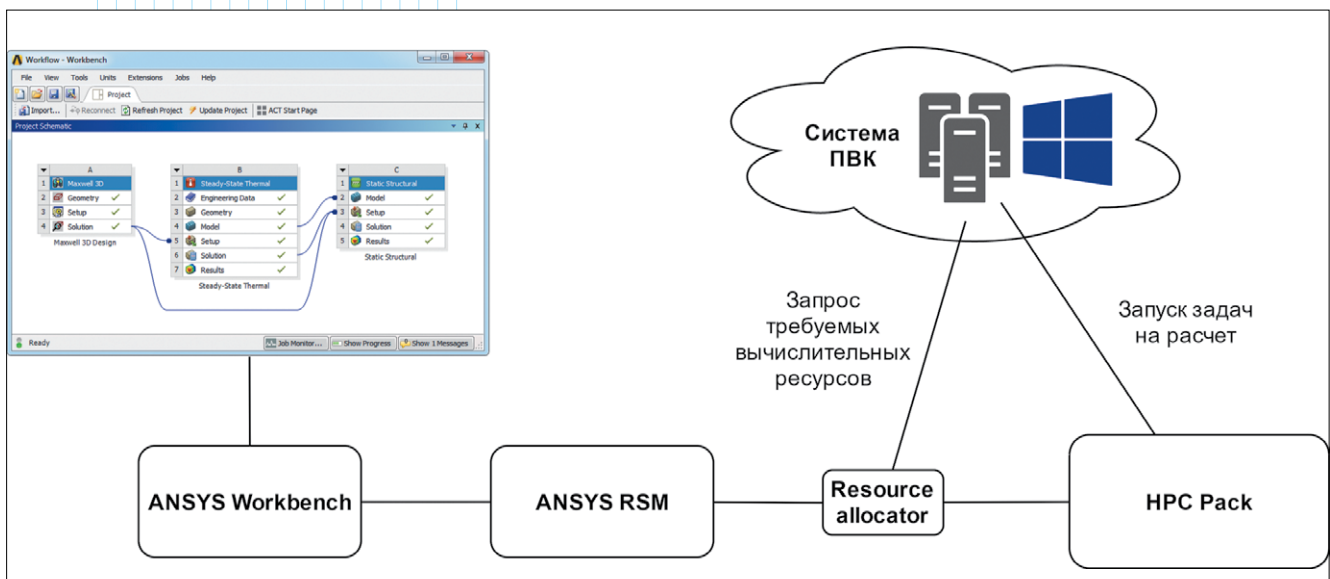 Workflow - Workbench
File View Tools Units Extensions Jobs Help
Project
Import... Reconnect Refresh Project Update Project ACT Start Page
Project Schematic
A
1 Maxwell 3D
2 Geometry
3 Setup
4 Solution
Maxwell 3D Design
B
1 Steady-State Thermal
2 Engineering Data
3 Geometry
4 Model
5 Setup
6 Solution
7 Results
Steady-State Thermal
C
1 Static Structural
2 Model
3 Setup
4 Solution
5 Results
Static Structural
Ready
Job Monitor... Show Progress Show 1 Messages
Система
ПВК
Запрос
требуемых
вычислительных
ресурсов
Запуск задач
на расчет
ANSYS Workbench
ANSYS RSM
Resource
allocator
HPC Pack